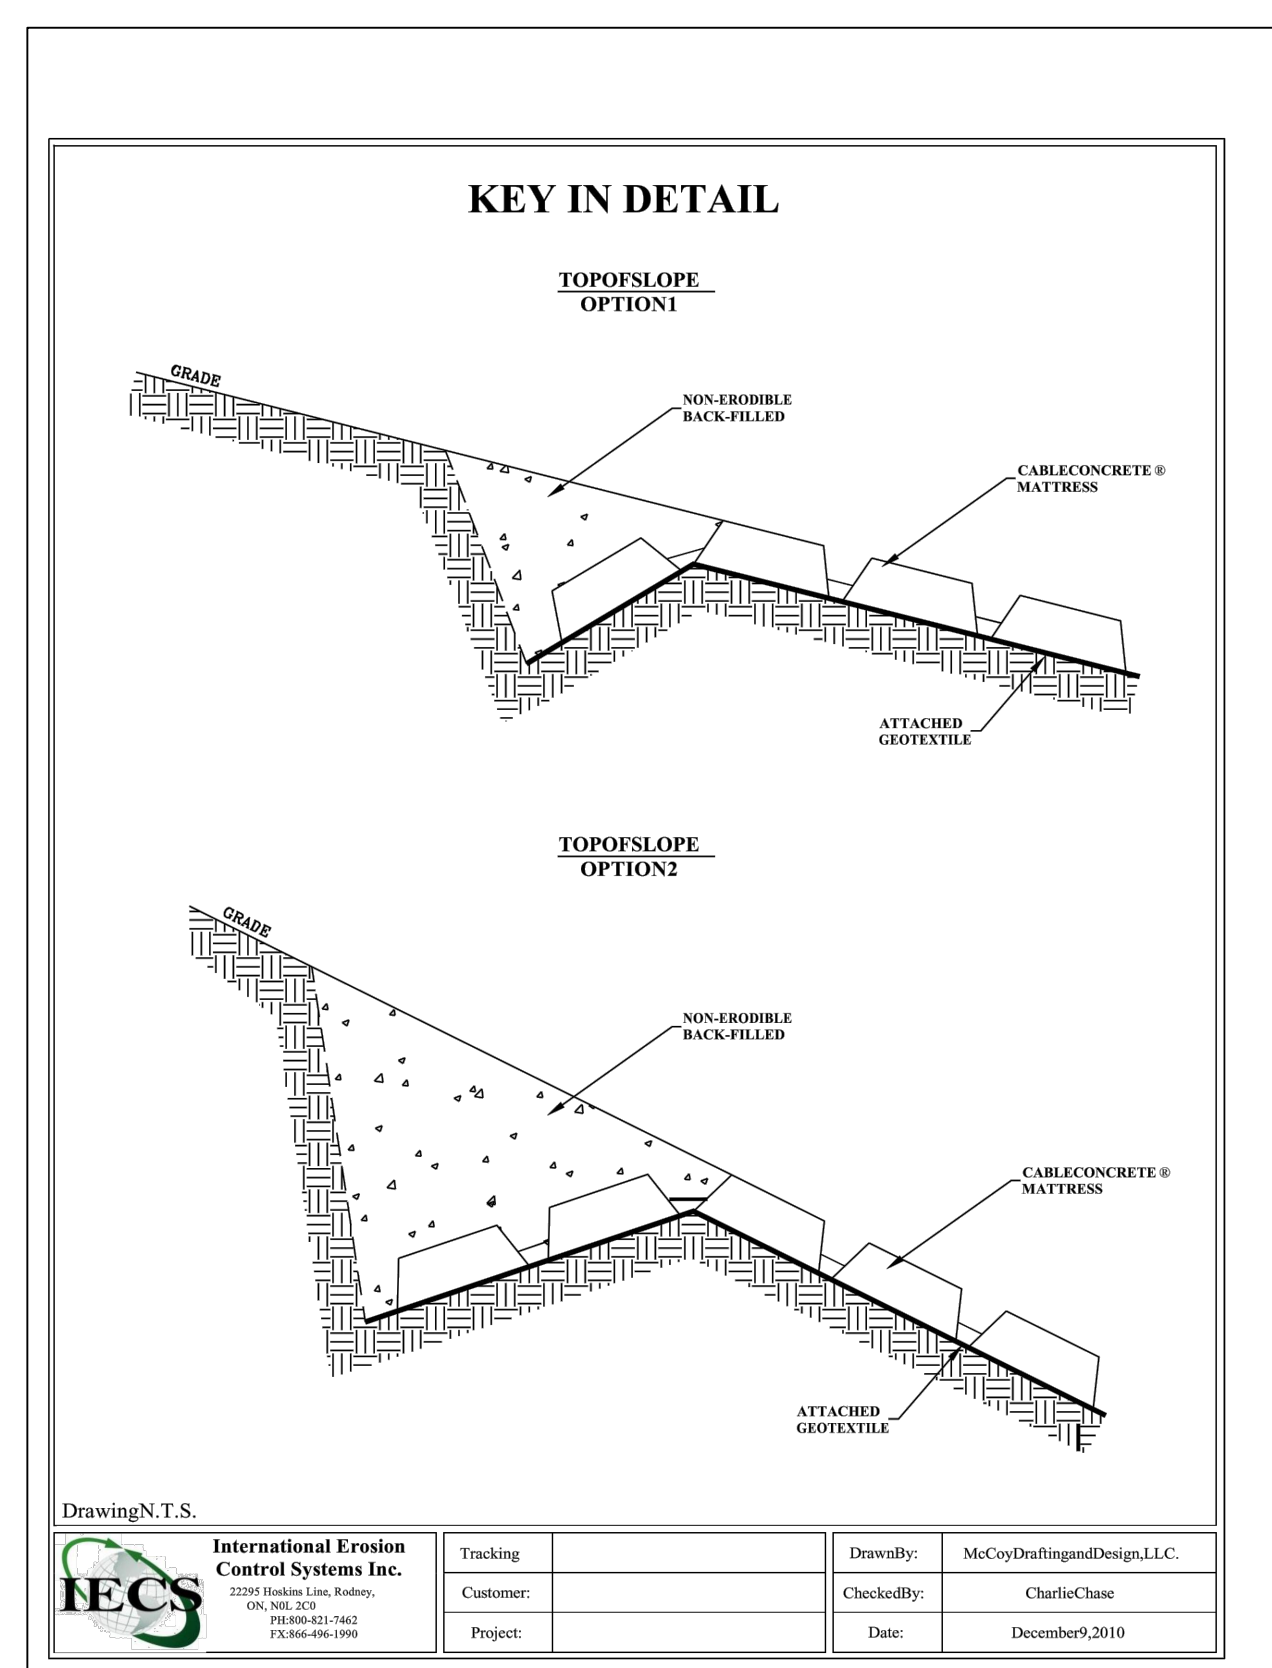 KEY IN DETAIL
TOPOFSLOPE
OPTION1
GRADE
NON-ERODIBLE
BACK-FILLED
CABLECONCRETE ®
MATTRESS
ATTACHED
GEOTEXTILE
TOPOFSLOPE
OPTION2
GRADE
NON-ERODIBLE
BACK-FILLED
CABLECONCRETE ®
MATTRESS
ATTACHED
GEOTEXTILE
DrawingN.T.S.
IECS
International Erosion
Control Systems Inc.
22295 Hoskins Line, Rodney,
ON, N0L 2C0
PH:800-821-7462
FX:866-496-1990
Tracking
Customer:
Project:
DrawnBy: McCoyDraftingandDesign,LLC.
CheckedBy: CharlieChase
Date: December9,2010